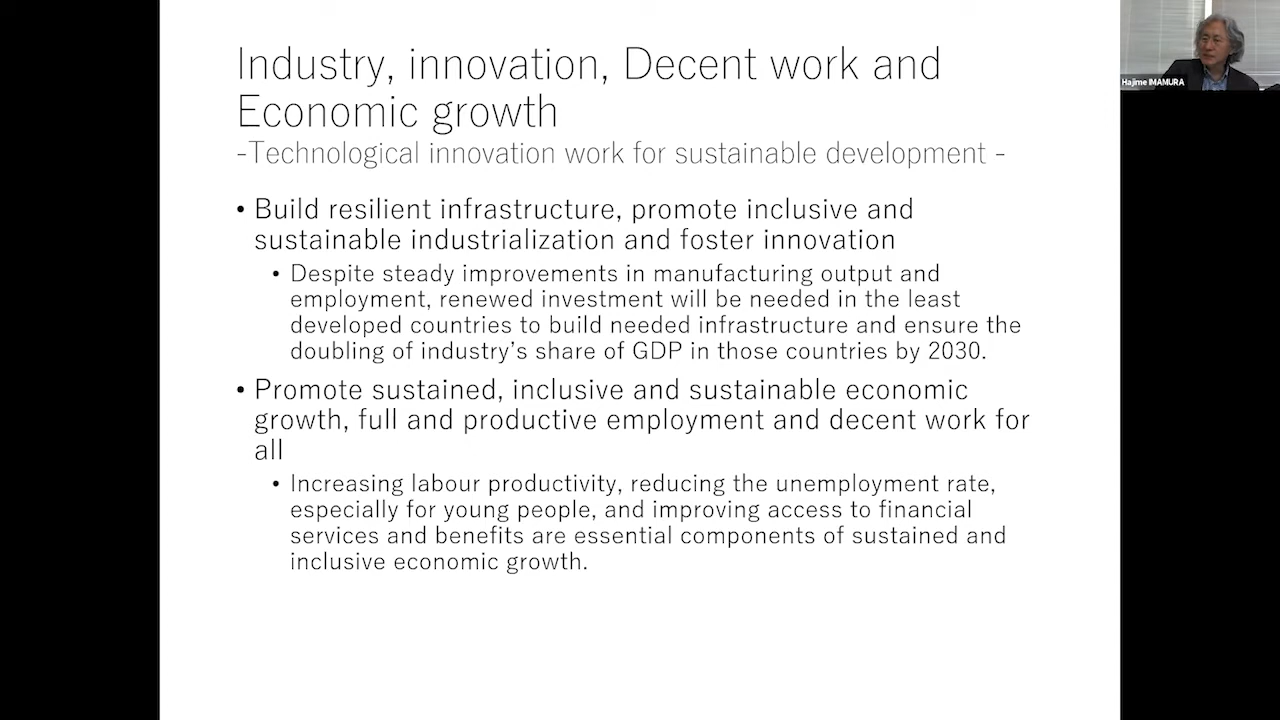 Industry, innovation, Decent work and
Economic growth
-Technological innovation work for sustainable development -
• Build resilient infrastructure, promote inclusive and
sustainable industrialization and foster innovation
• Despite steady improvements in manufacturing output and
employment, renewed investment will be needed in the least
developed countries to build needed infrastructure and ensure the
doubling of industry’s share of GDP in those countries by 2030.
• Promote sustained, inclusive and sustainable economic
growth, full and productive employment and decent work for
all
• Increasing labour productivity, reducing the unemployment rate,
especially for young people, and improving access to financial
services and benefits are essential components of sustained and
inclusive economic growth.
Hajime IMAMURA